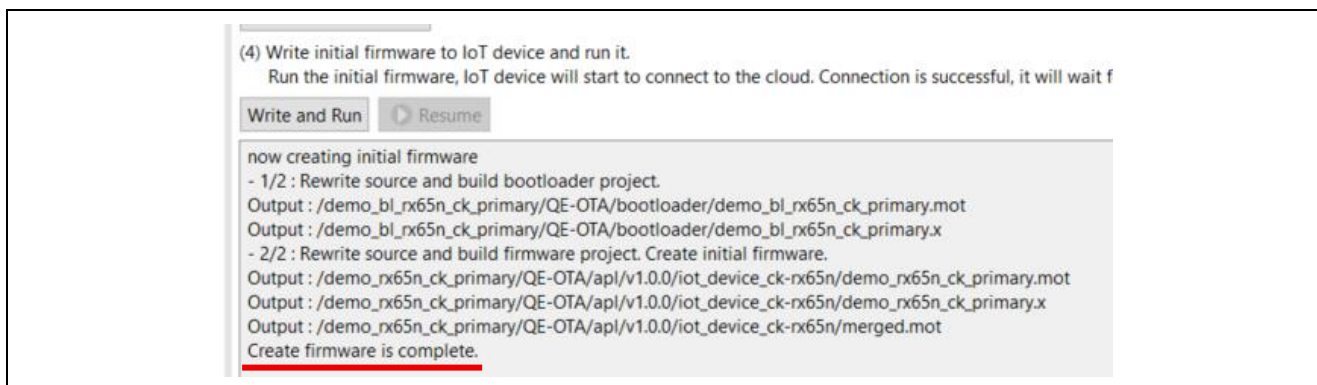 (4) Write initial firmware to IoT device and run it.
Run the initial firmware, IoT device will start to connect to the cloud. Connection is successful, it will wait f
Write and Run Resume
now creating initial firmware
- 1/2 : Rewrite source and build bootloader project.
Output : /demo_bl_rx65n_ck_primary/QE-OTA/bootloader/demo_bl_rx65n_ck_primary.mot
Output : /demo_bl_rx65n_ck_primary/QE-OTA/bootloader/demo_bl_rx65n_ck_primary.x
- 2/2 : Rewrite source and build firmware project. Create initial firmware.
Output : /demo_rx65n_ck_primary/QE-OTA/apl/v1.0.0/iot_device_ck-rx65n/demo_rx65n_ck_primary.mot
Output : /demo_rx65n_ck_primary/QE-OTA/apl/v1.0.0/iot_device_ck-rx65n/demo_rx65n_ck_primary.x
Output : /demo_rx65n_ck_primary/QE-OTA/apl/v1.0.0/iot_device_ck-rx65n/merged.mot
Create firmware is complete.